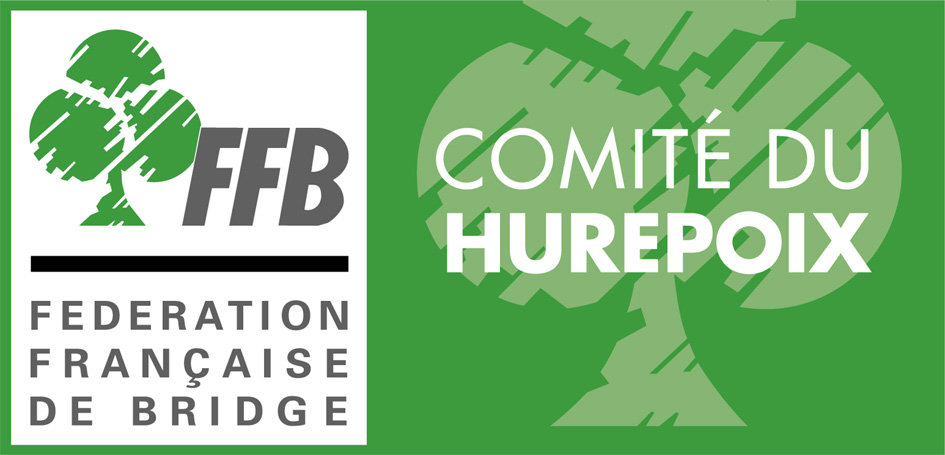 FFB
FEDERATION
FRANÇAISE
DE BRIDGE
COMITÉ DU
HUREPOIX